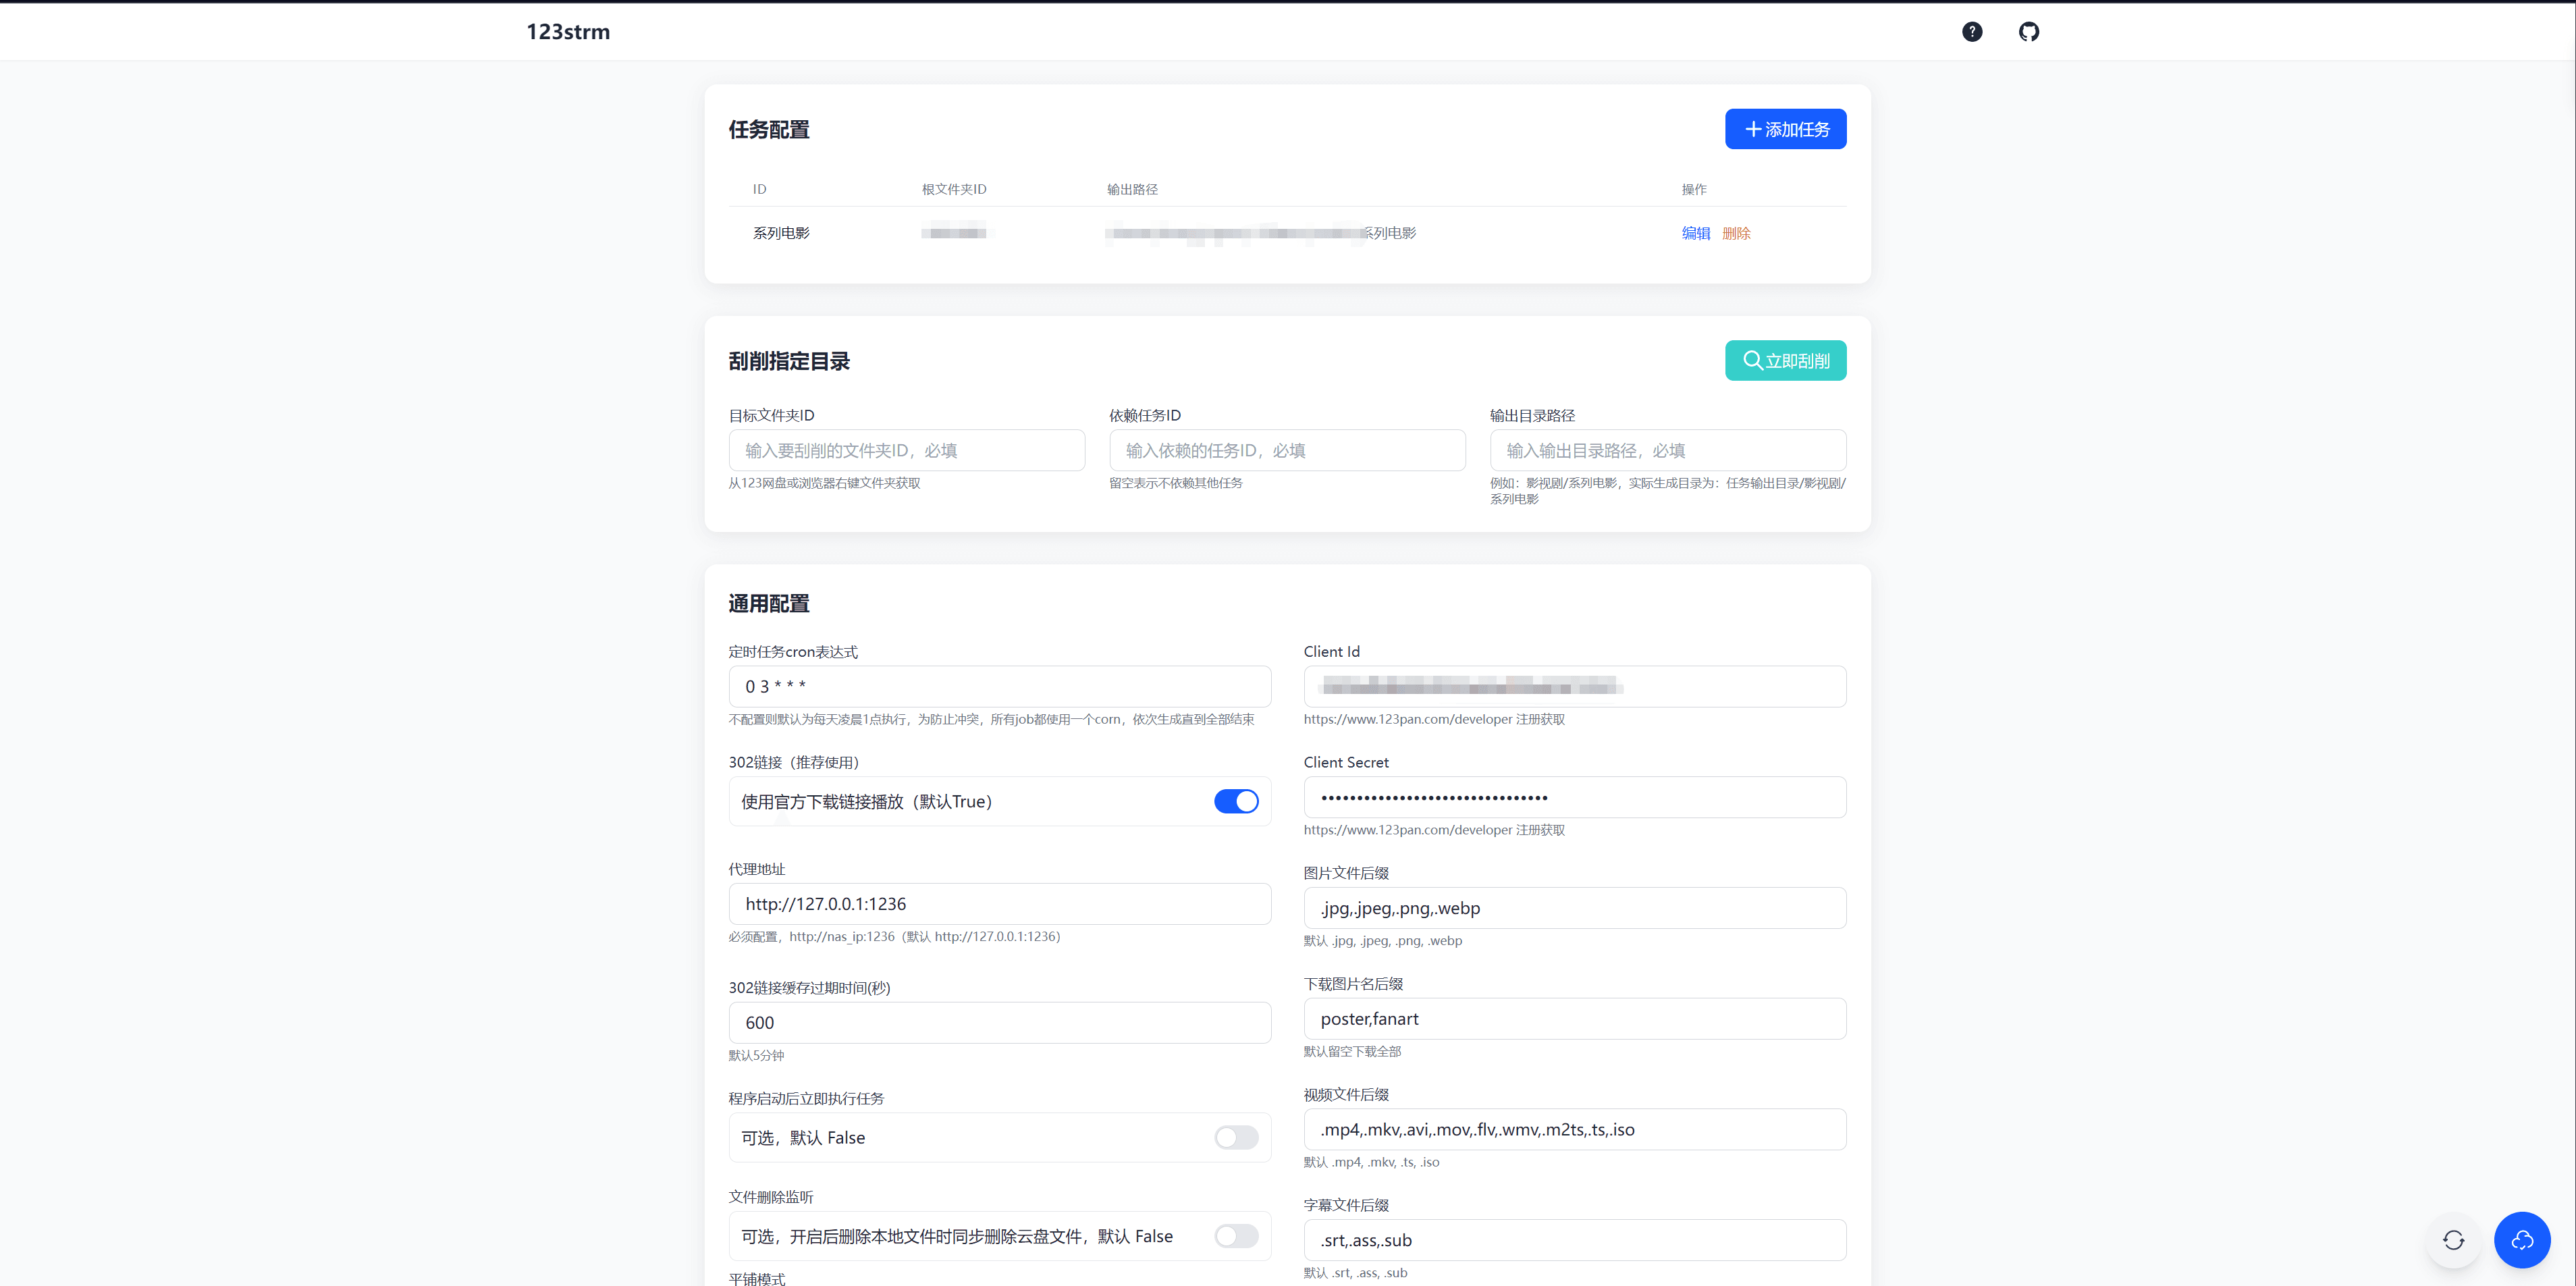 123strm
任务配置
添加任务
ID 根文件夹ID 输出路径 操作
系列电影 系列电影 编辑 删除
刮削指定目录
立即刮削
目标文件夹ID 依赖任务ID 输出目录路径
输入要刮削的文件夹ID，必填 输入依赖的任务ID，必填 输入输出目录路径，必填
从123网盘或浏览器右键文件夹获取 留空表示不依赖其他任务 例如：影视剧/系列电影，实际生成目录为：任务输出目录/影视剧/
系列电影
通用配置
定时任务cron表达式
0 3 * * *
不配置则默认为每天凌晨1点执行，为防止冲突，所有job都使用一个corn，依次生成直到全部结束
302链接（推荐使用）
使用官方下载链接播放（默认True）
代理地址
http://127.0.0.1:1236
必须配置，http://nas_ip:1236（默认 http://127.0.0.1:1236）
302链接缓存过期时间(秒)
600
默认5分钟
程序启动后立即执行任务
可选，默认 False
文件删除监听
可选，开启后删除本地文件时同步删除云盘文件，默认 False
平铺模式
Client Id
https://www.123pan.com/developer 注册获取
Client Secret
••••••••••••••••••••••••••••••••
https://www.123pan.com/developer 注册获取
图片文件后缀
.jpg,.jpeg,.png,.webp
默认 .jpg, .jpeg, .png, .webp
下载图片名后缀
poster,fanart
默认留空下载全部
视频文件后缀
.mp4,.mkv,.avi,.mov,.flv,.wmv,.m2ts,.ts,.iso
默认 .mp4, .mkv, .ts, .iso
字幕文件后缀
.srt,.ass,.sub
默认 .srt, .ass, .sub